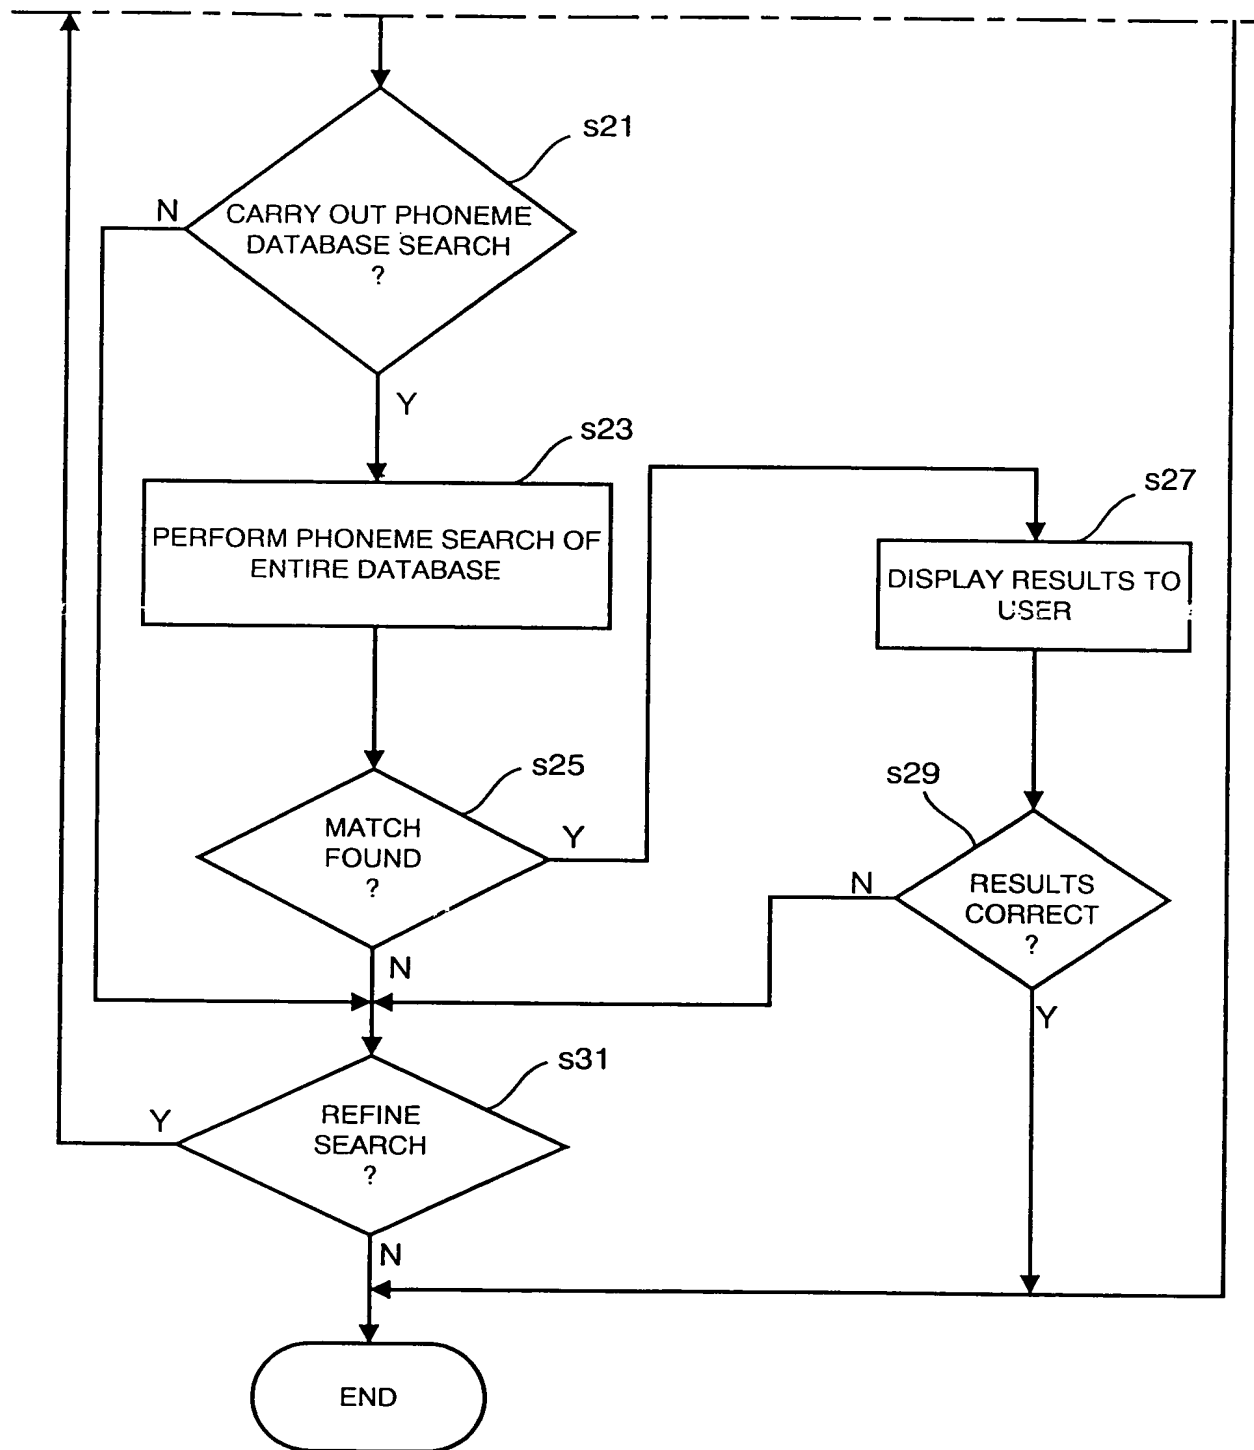 s21
N
CARRY OUT PHONEME
DATABASE SEARCH
?
Y
s23
PERFORM PHONEME SEARCH OF
ENTIRE DATABASE
s27
DISPLAY RESULTS TO
USER
s25
MATCH
FOUND
?
Y
N
s29
N
RESULTS
CORRECT
?
Y
s31
Y
REFINE
SEARCH
?
N
END